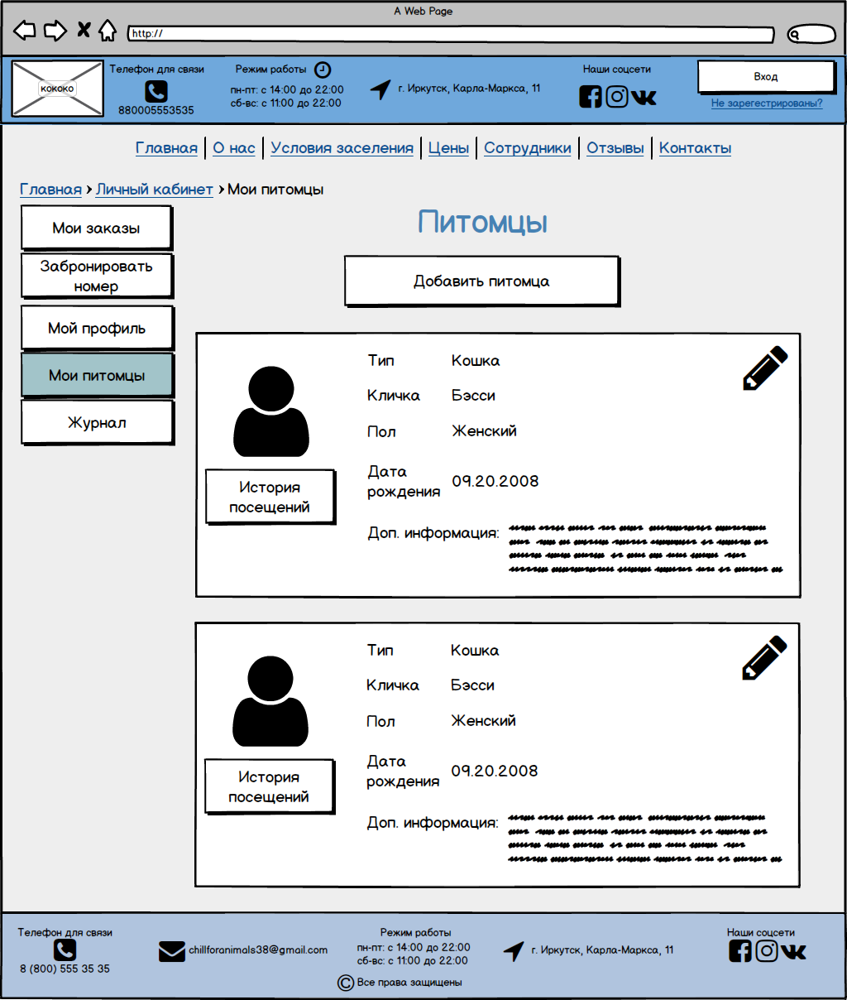 A Web Page
http://
кококо
Телефон для связи
880005553535
Режим работы
пн-пт: с 14:00 до 22:00
сб-вс: с 11:00 до 22:00
г. Иркутск, Карла-Маркса, 11
Наши соцсети
Вход
Не зарегестрированы?
Главная О нас Условия заселения Цены Сотрудники Отзывы Контакты
Главная > Личный кабинет > Мои питомцы
Мои заказы
Забронировать
номер
Мой профиль
Мои питомцы
Журнал
Питомцы
Добавить питомца
История
посещений
Тип Кошка
Кличка Бэсси
Пол Женский
Дата
рождения 09.20.2008
Доп. информация:
История
посещений
Тип Кошка
Кличка Бэсси
Пол Женский
Дата
рождения 09.20.2008
Доп. информация:
Телефон для связи
8 (800) 555 35 35
chillforanimals38@gmail.com
Режим работы
пн-пт: с 14:00 до 22:00
сб-вс: с 11:00 до 22:00
© Все права защищены
г. Иркутск, Карла-Маркса, 11
Наши соцсети